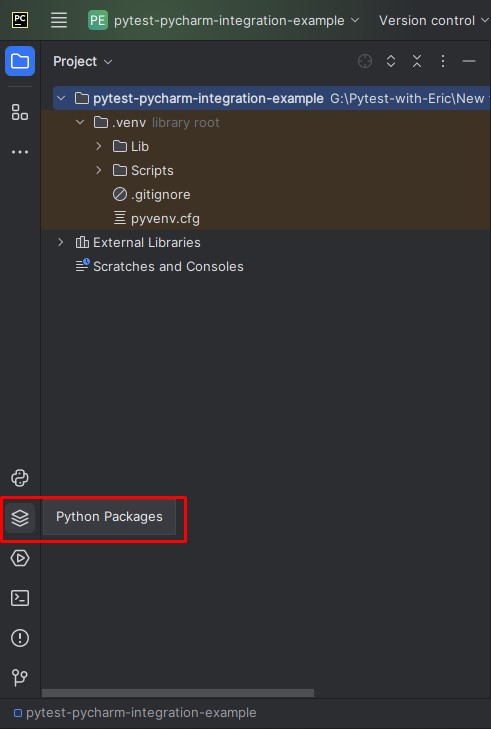 PC PE pytest-pycharm-integration-example Version control
Project
pytest-pycharm-integration-example G:\Pytest-with-Eric\New
.venv library root
Lib
Scripts
.gitignore
pyvenv.cfg
External Libraries
Scratches and Consoles
Python Packages
pytest-pycharm-integration-example